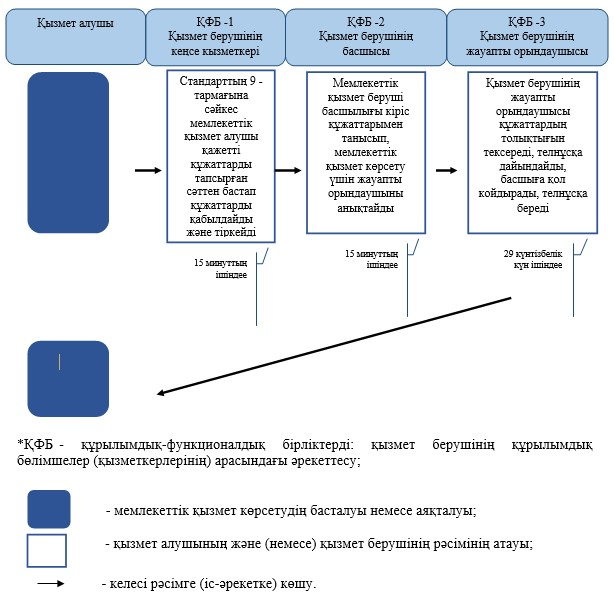 Қызмет алушы
ҚФБ -1
Қызмет берушінің
кеңсе қызметкері
ҚФБ -2
Қызмет берушінің
басшысы
ҚФБ -3
Қызмет берушінің
жауапты орындаушысы
Стандарттың 9 -
тармағына
сәйкес
мемлекеттік
қызмет алушы
қажетті
құжаттарды
тапсырған
сәттен бастап
құжаттарды
қабылдайды
және тіркейді
Мемлекеттік
қызмет беруші
басшылығы кіріс
құжаттарымен
танысып,
мемлекеттік
қызмет көрсету
үшін жауапты
орындаушыны
анықтайды
Қызмет берушінің
жауапты
орындаушысы
құжаттардың
толықтығын
тексереді, телнұсқа
дайындайды,
басшыға қол
қойдырады, телнұсқа
береді
15 минуттың
ішіндее
15 минуттың
ішіндее
29 күнтізбелік
күн ішіндее
*ҚФБ - құрылымдық-функционалдық бірліктерді: қызмет берушінің құрылымдық
бөлімшелер (қызметкерлерінің) арасындағы әрекеттесу;
- мемлекеттік қызмет көрсетудің басталуы немесе аяқталуы;
- қызмет алушының және (немесе) қызмет берушінің рәсімінің атауы;
- келесі рәсімге (іс-әрекетке) көшу.